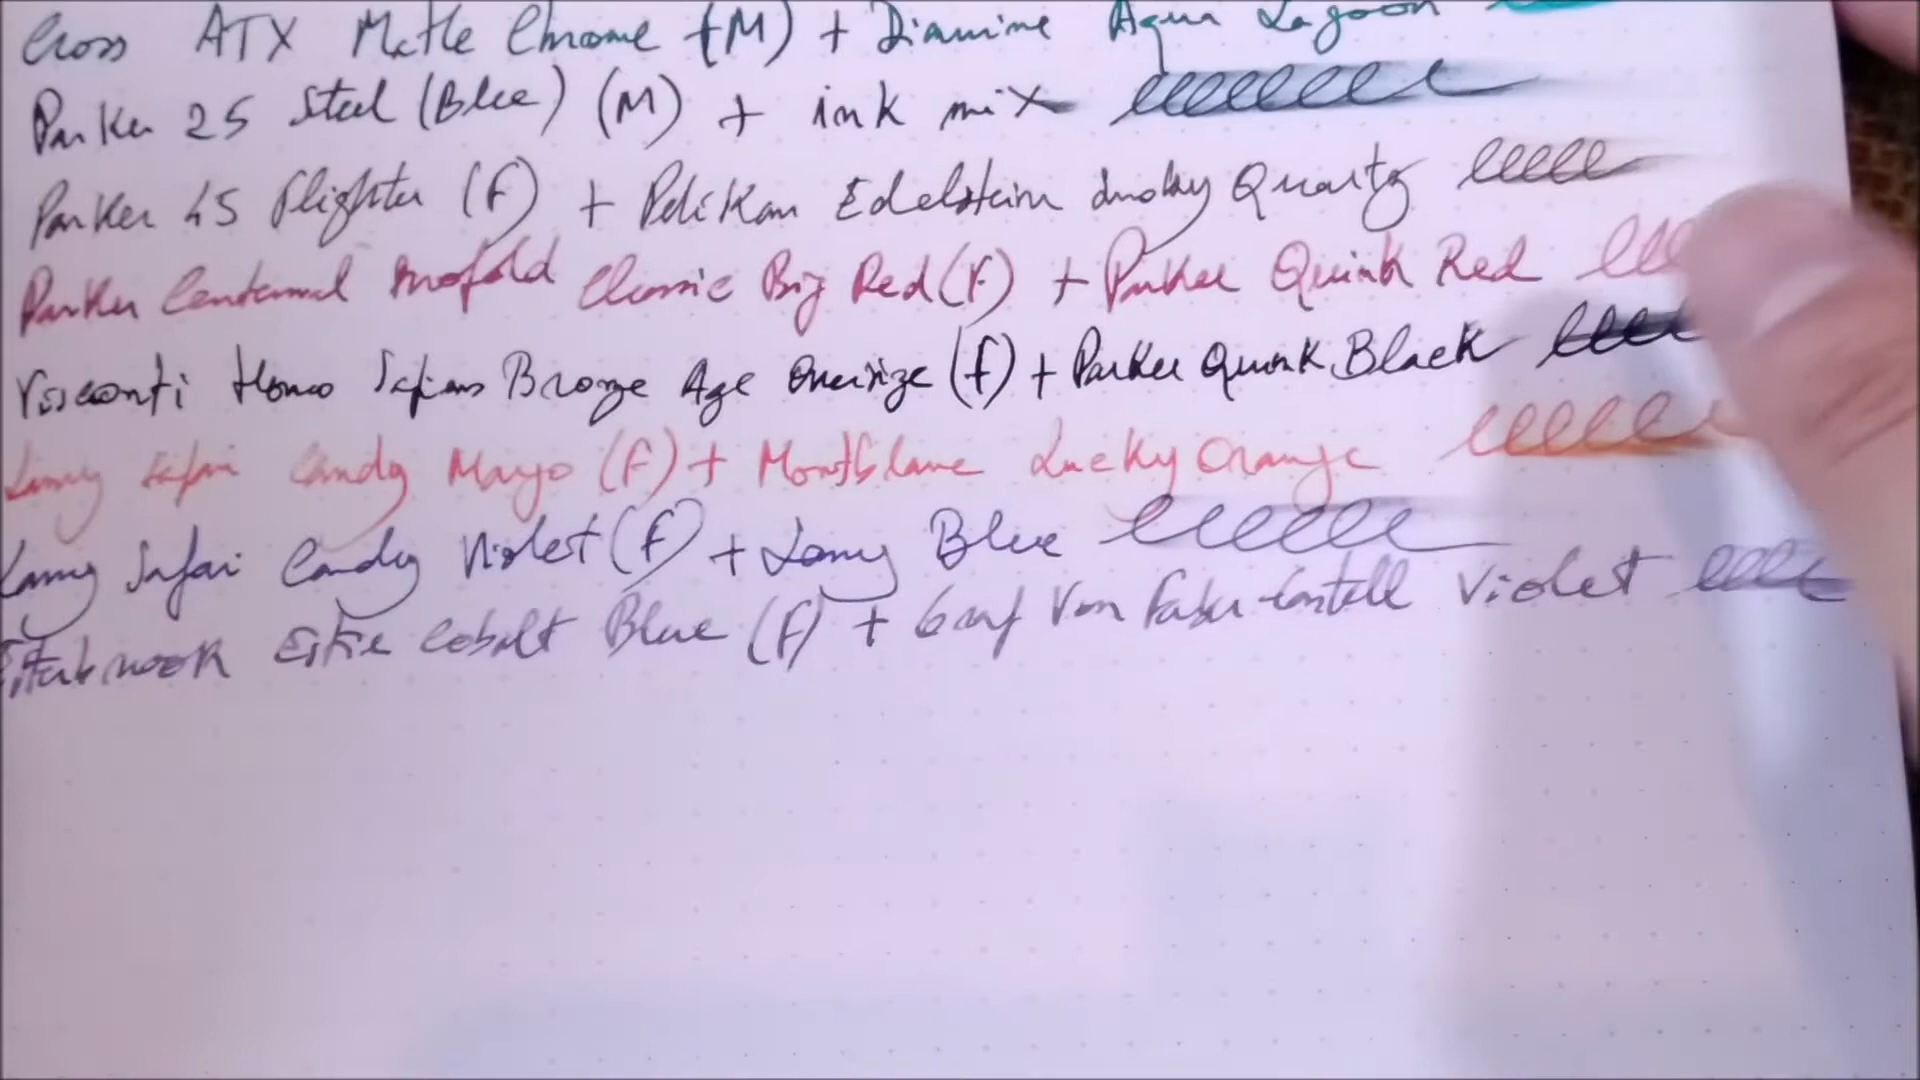 Cross ATX Matte Chrome (M) + Diamine Aqua Lagoon
Parker 25 Steel (Blue) (M) + ink mix
Parker 45 Flighter (F) + Pelikan Edelstein Smoky Quartz
Parker Centennial Duofold Classic Big Red (F) + Parker Quink Red
Visconti Homo Sapiens Bronze Age Oversize (F) + Parker Quink Black
Lamy Safari Candy Mango (F) + Montblanc Lucky Orange
Lamy Safari Candy Violet (F) + Lamy Blue
Esterbrook Estie Cobalt Blue (F) + Graf Von Faber-Castell Violet